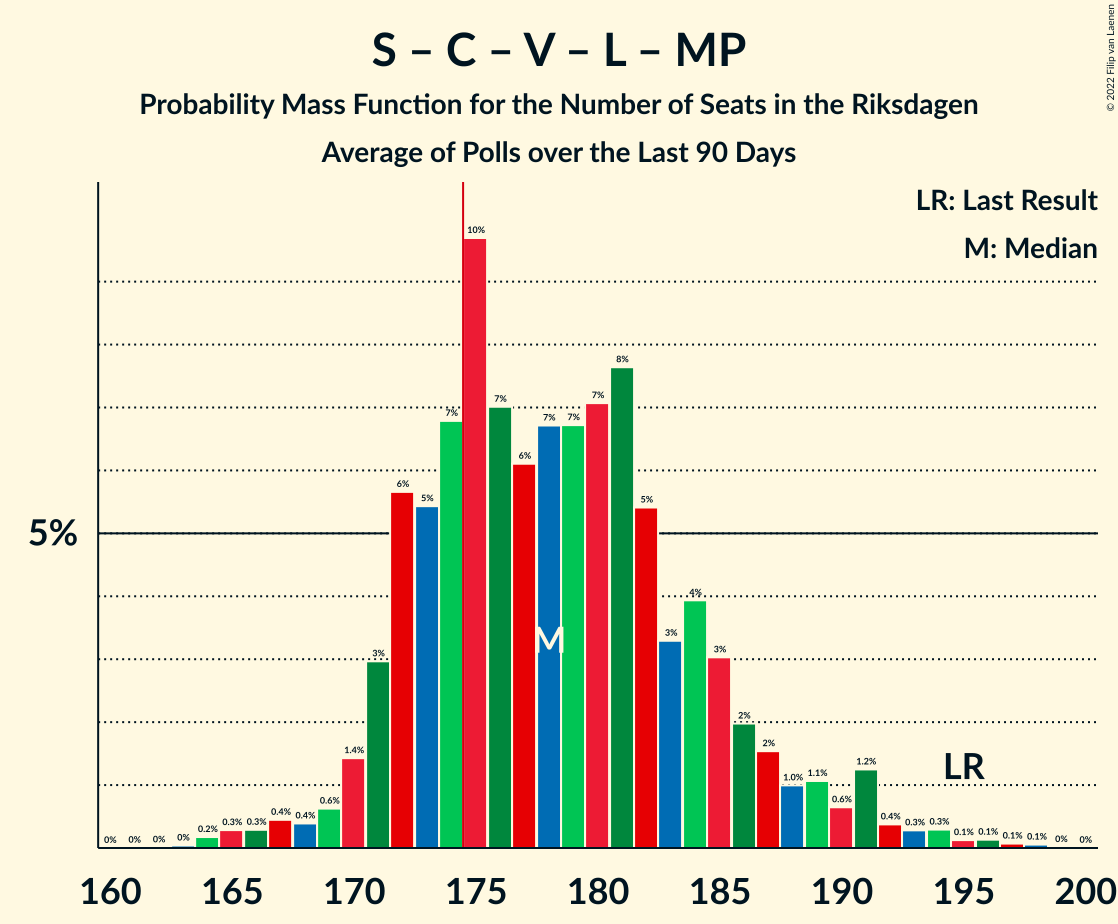 S – C – V – L – MP
Probability Mass Function for the Number of Seats in the Riksdagen
Average of Polls over the Last 90 Days
© 2022 Filip van Laenen
LR: Last Result
M: Median
5%
0% 0% 0% 0% 0.2% 0.3% 0.3% 0.4% 0.4% 0.6% 1.4% 3% 6% 5% 7% 10% 7% 6% 7% 7% 7% 8% 5% 3% 4% 3% 2% 2% 1.0% 1.1% 0.6% 1.2% 0.4% 0.3% 0.3% 0.1% 0.1% 0.1% 0.1% 0% 0%
M
LR
160 165 170 175 180 185 190 195 200